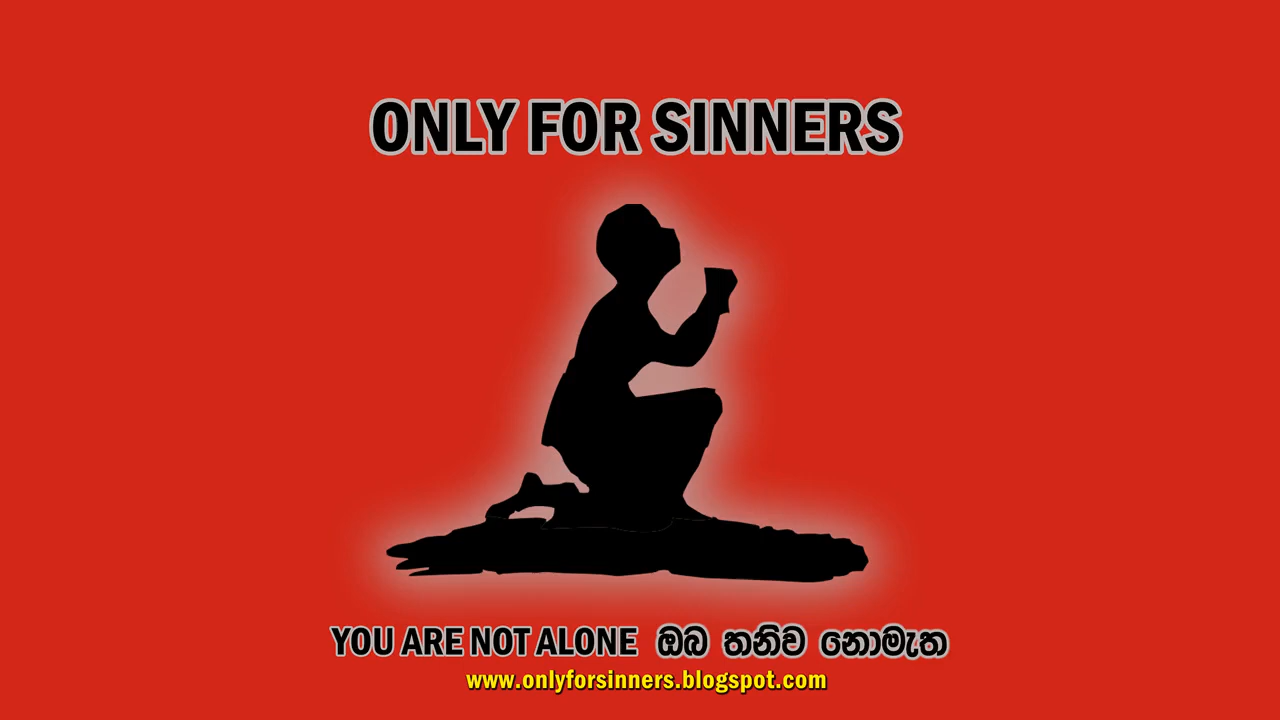 ONLY FOR SINNERS
YOU ARE NOT ALONE ඔබ තනිව නොමැත
www.onlyforsinners.blogspot.com